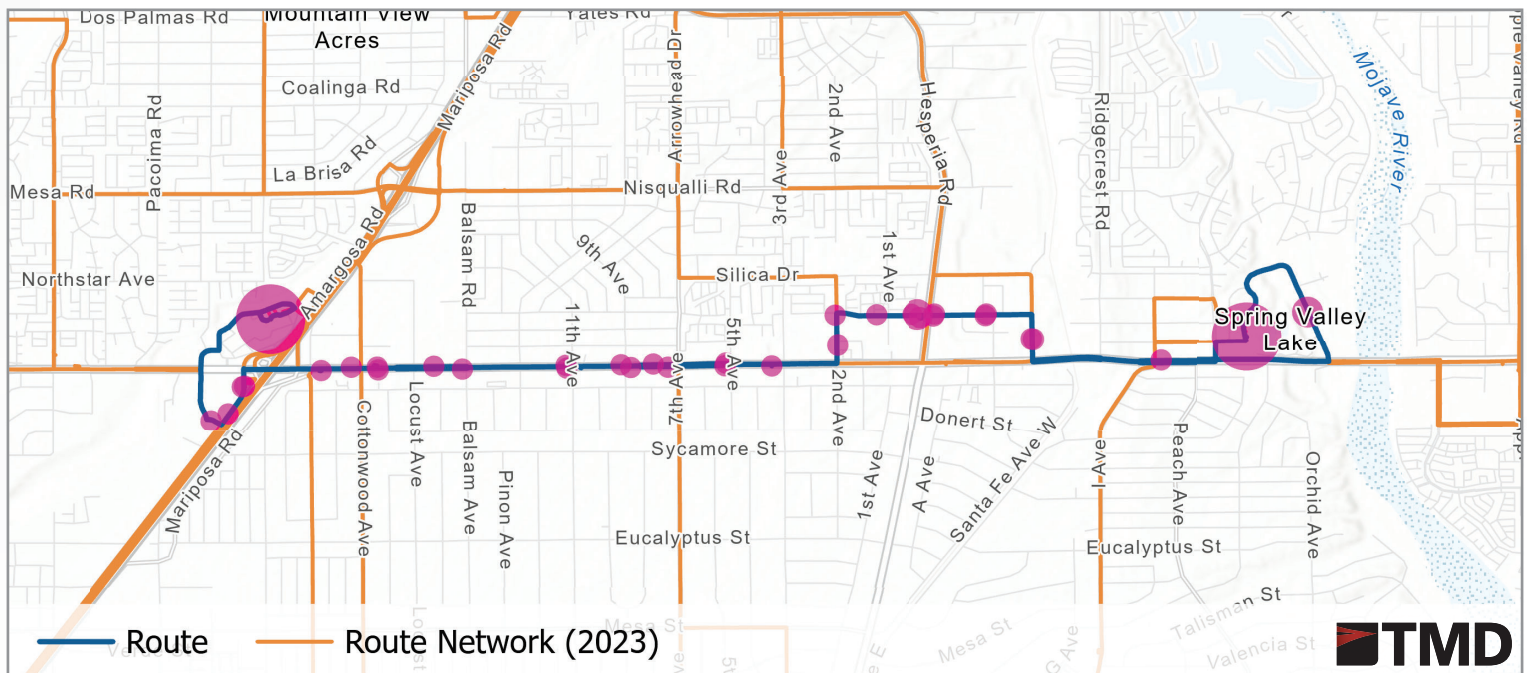 Dos Palmas Rd
Mountain View
Acres
Yates Rd
Coalinga Rd
Mariposa Rd
Arrowhead Dr
2nd Ave
Hesperia Rd
Ridgecrest Rd
Mojave River
Pacoima Rd
La Brisa Rd
Mesa Rd
Nisqualli Rd
3rd Ave
Amargosa Rd
Balsam Rd
9th Ave
1st Ave
Northstar Ave
Silica Dr
11th Ave
5th Ave
Spring Valley
Lake
7th Ave
2nd Ave
Locust Ave
Cottonwood Ave
Balsam Ave
Pinon Ave
Mariposa Rd
Sycamore St
Donert St
1st Ave
A Ave
Santa Fe Ave W
I Ave
Peach Ave
Orchid Ave
Eucalyptus St
Eucalyptus St
Mesa St
Mesa St
G Ave
Talisman St
Valencia St
Route
Route Network (2023)
TMD